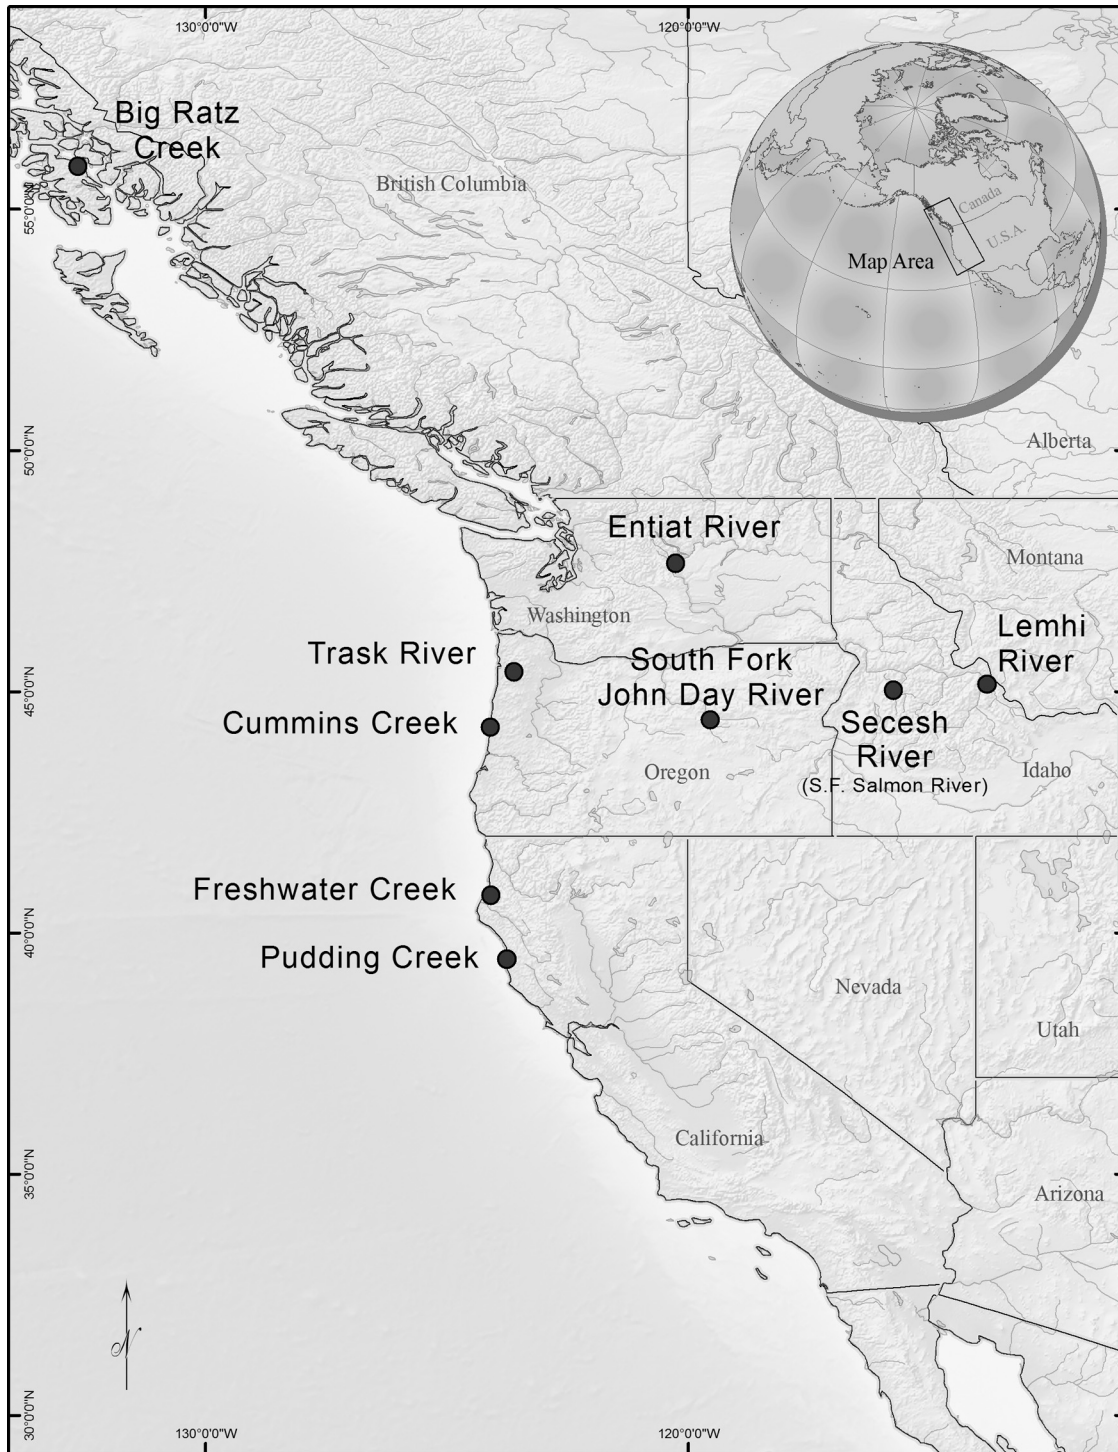 130°0'0"W
120°0'0"W
Big Ratz
Creek
British Columbia
55°0'0"N
Canada
U.S.A.
Map Area
Alberta
50°0'0"N
Entiat River
Montana
Washington
Lemhi
River
Trask River
South Fork
John Day River
45°0'0"N
Cummins Creek
Secesh
River
(S.F. Salmon River)
Oregon
Idaho
Freshwater Creek
40°0'0"N
Pudding Creek
Nevada
Utah
California
35°0'0"N
Arizona
N
30°0'0"N
130°0'0"W
120°0'0"W